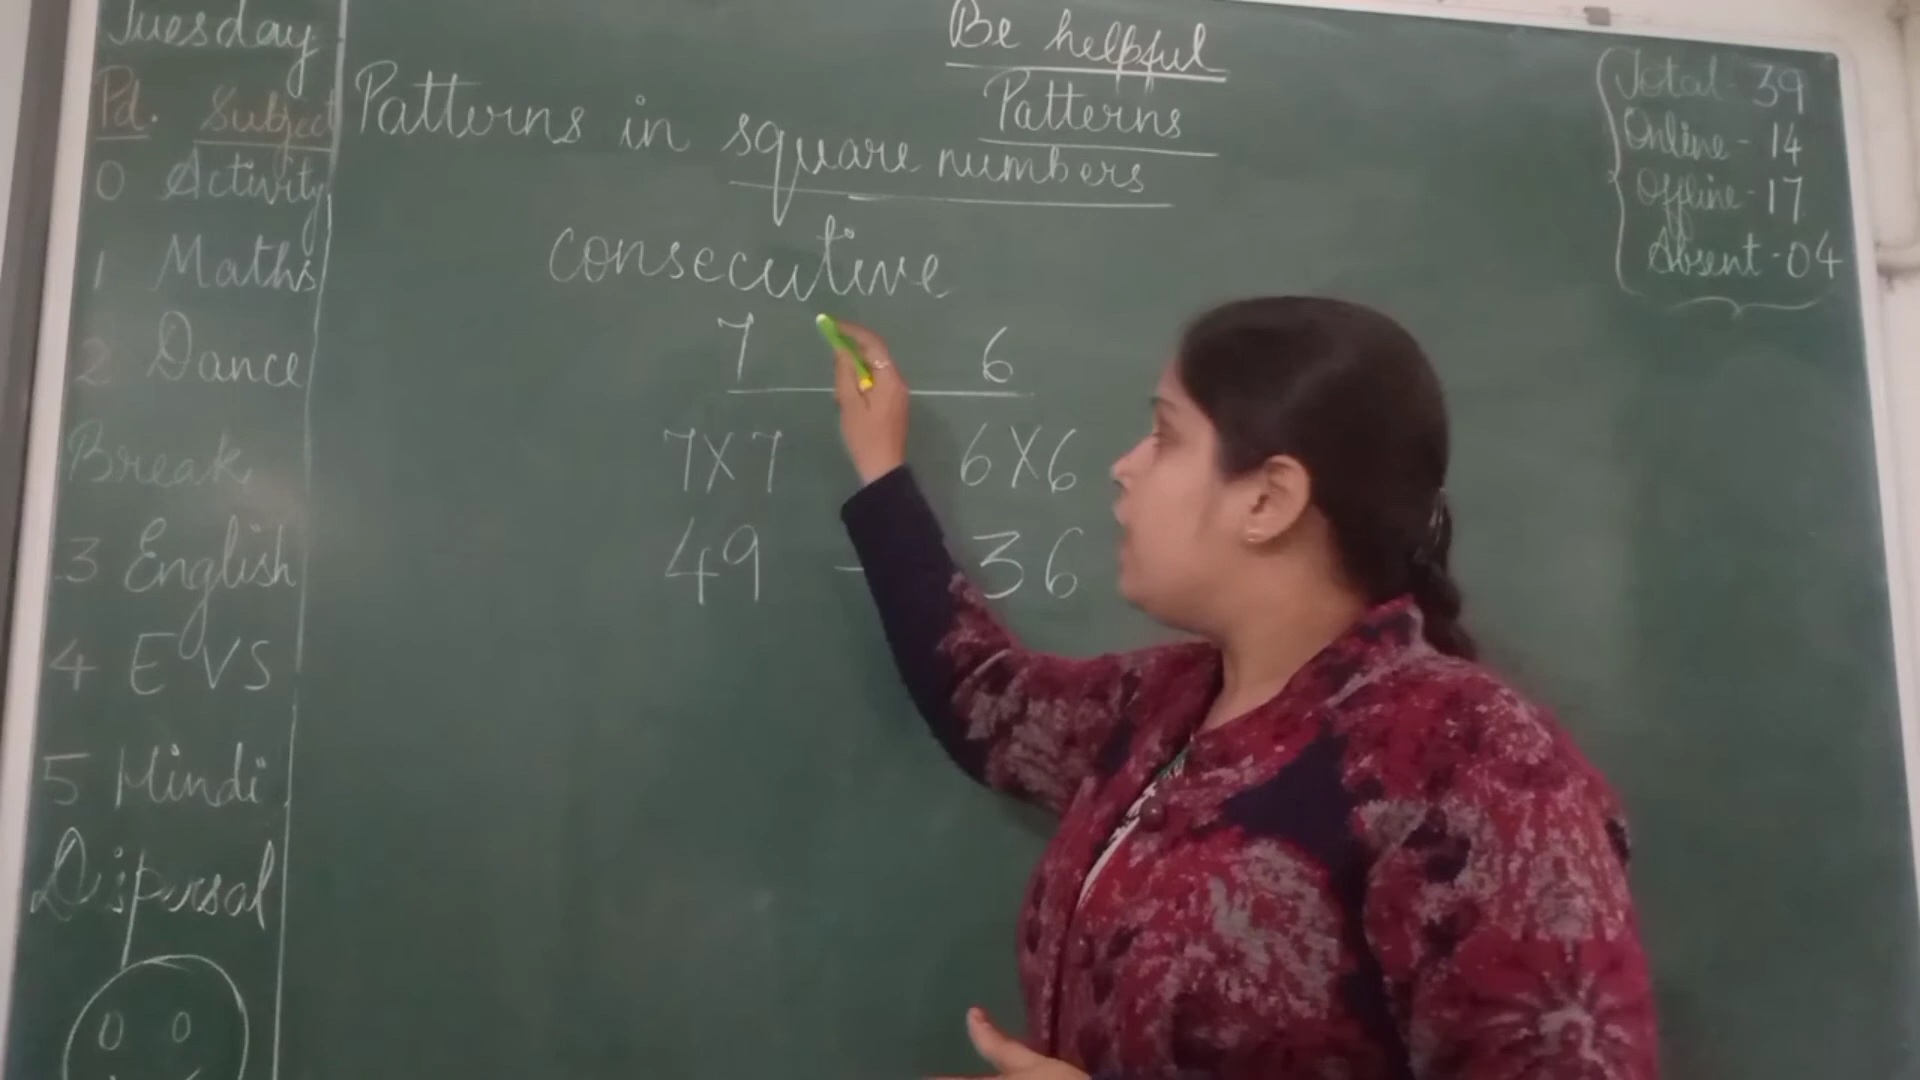 Tuesday
Pd. Subject
0 Activity
1 Maths
2 Dance
Break
3 English
4 EVS
5 Hindi
Dispersal
Be helpful
Patterns
Patterns in square numbers
consecutive
7 6
7X7 6X6
49 - 36
Total - 39
Online - 14
Offline - 17
Absent - 04